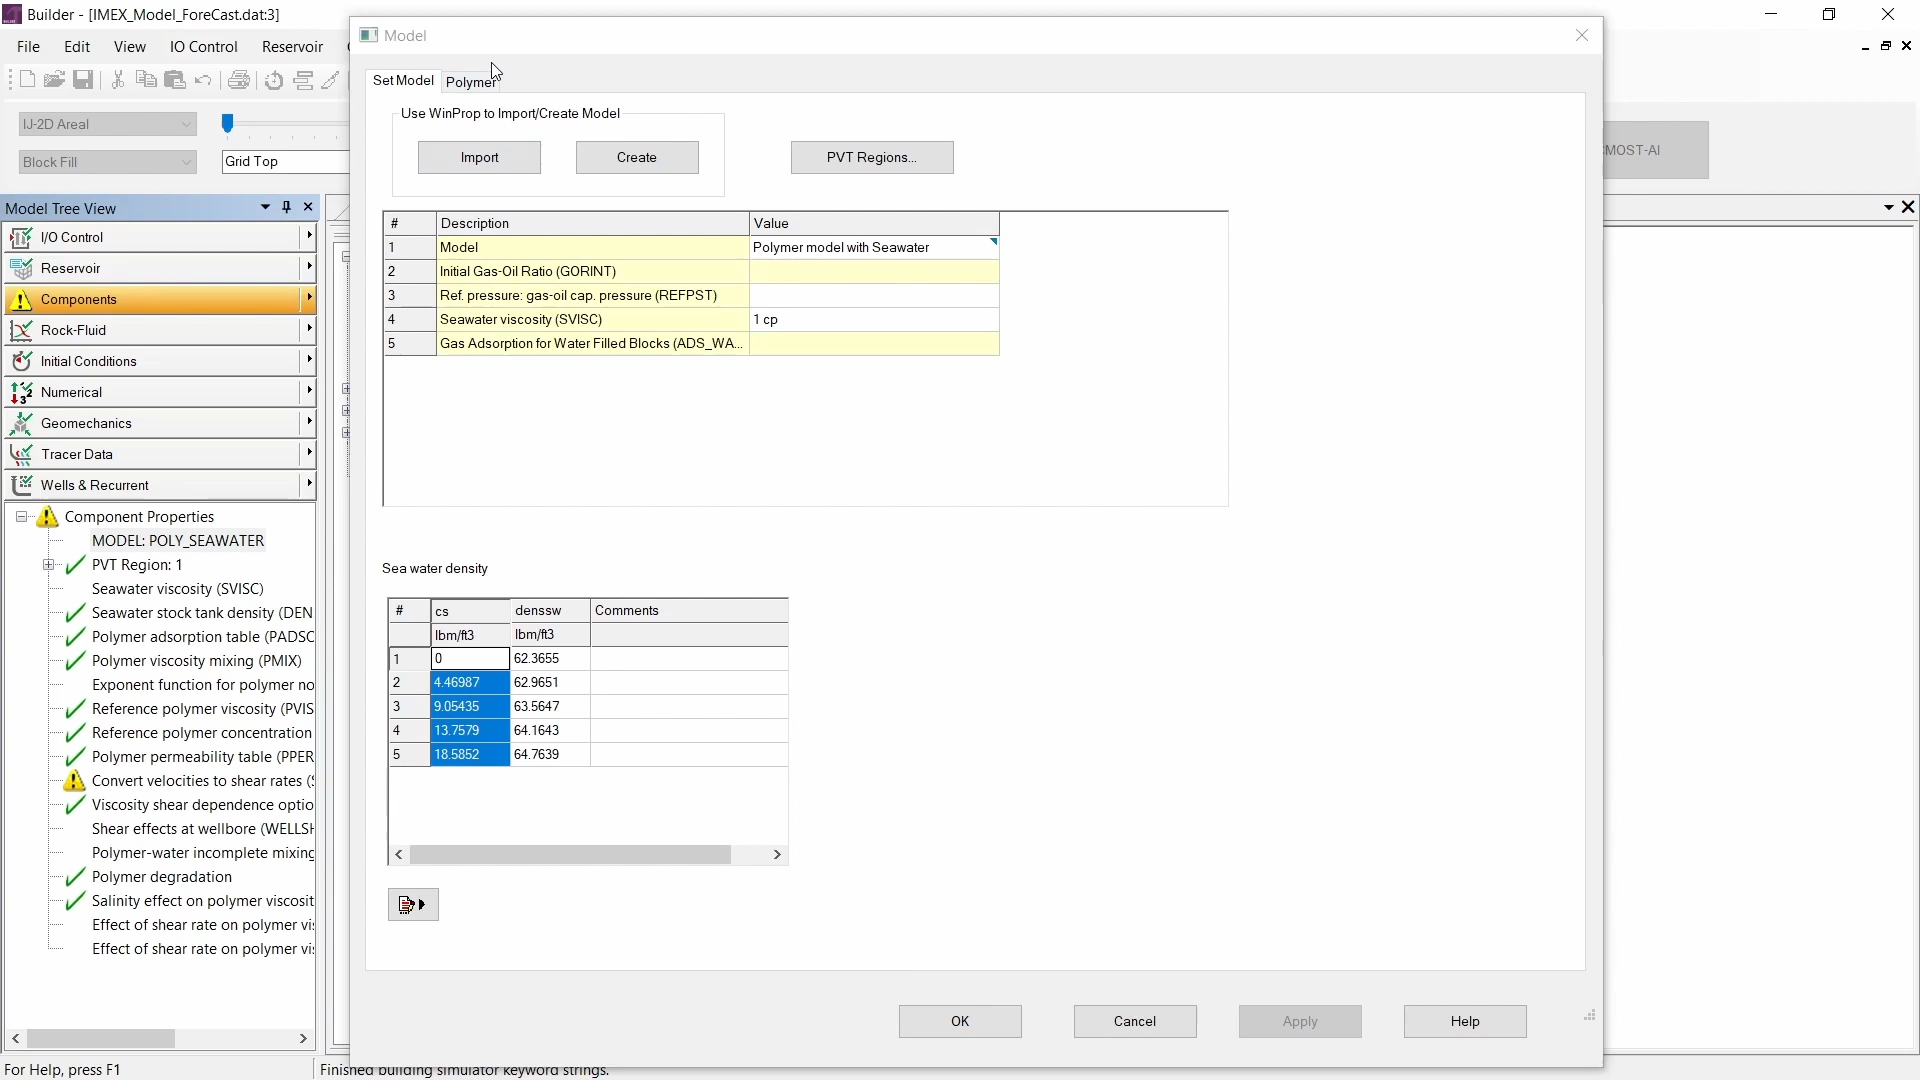 Builder - [IMEX_Model_ForeCast.dat:3]
File Edit View IO Control Reservoir
IJ-2D Areal
Block Fill
Grid Top
Model
Set Model Polymer
Use WinProp to Import/Create Model
Import Create PVT Regions...
# Description Value
1 Model Polymer model with Seawater
2 Initial Gas-Oil Ratio (GORINT)
3 Ref. pressure: gas-oil cap. pressure (REFPST)
4 Seawater viscosity (SVISC) 1 cp
5 Gas Adsorption for Water Filled Blocks (ADS_WA...
MOST-AI
Model Tree View
I/O Control
Reservoir
Components
Rock-Fluid
Initial Conditions
Numerical
Geomechanics
Tracer Data
Wells & Recurrent
Component Properties
MODEL: POLY_SEAWATER
PVT Region: 1
Seawater viscosity (SVISC)
Seawater stock tank density (DEN
Polymer adsorption table (PADSC
Polymer viscosity mixing (PMIX)
Exponent function for polymer no
Reference polymer viscosity (PVIS
Reference polymer concentration
Polymer permeability table (PPER
Convert velocities to shear rates (S
Viscosity shear dependence optio
Shear effects at wellbore (WELLSH
Polymer-water incomplete mixing
Polymer degradation
Salinity effect on polymer viscosit
Effect of shear rate on polymer vi
Effect of shear rate on polymer vi
Sea water density
# cs denssw Comments
lbm/ft3 lbm/ft3
1 0 62.3655
2 4.46987 62.9651
3 9.05435 63.5647
4 13.7579 64.1643
5 18.5852 64.7639
OK Cancel Apply Help
For Help, press F1
Finished building simulator keyword strings.